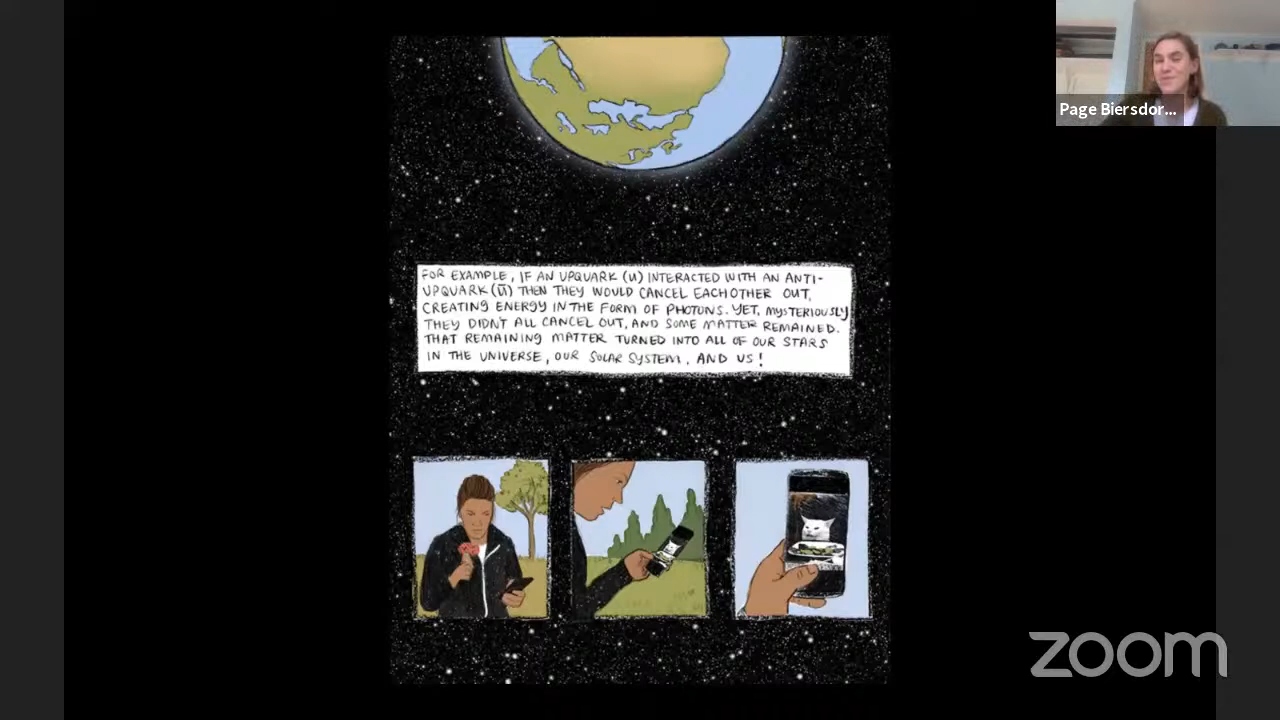 Page Biersdor...
FOR EXAMPLE, IF AN UPQUARK (U) INTERACTED WITH AN ANTI-
UPQUARK (U̅) THEN THEY WOULD CANCEL EACHOTHER OUT,
CREATING ENERGY IN THE FORM OF PHOTONS. YET, MYSTERIOUSLY
THEY DIDN'T ALL CANCEL OUT, AND SOME MATTER REMAINED.
THAT REMAINING MATTER TURNED INTO ALL OF OUR STARS
IN THE UNIVERSE, OUR SOLAR SYSTEM, AND US!
zoom